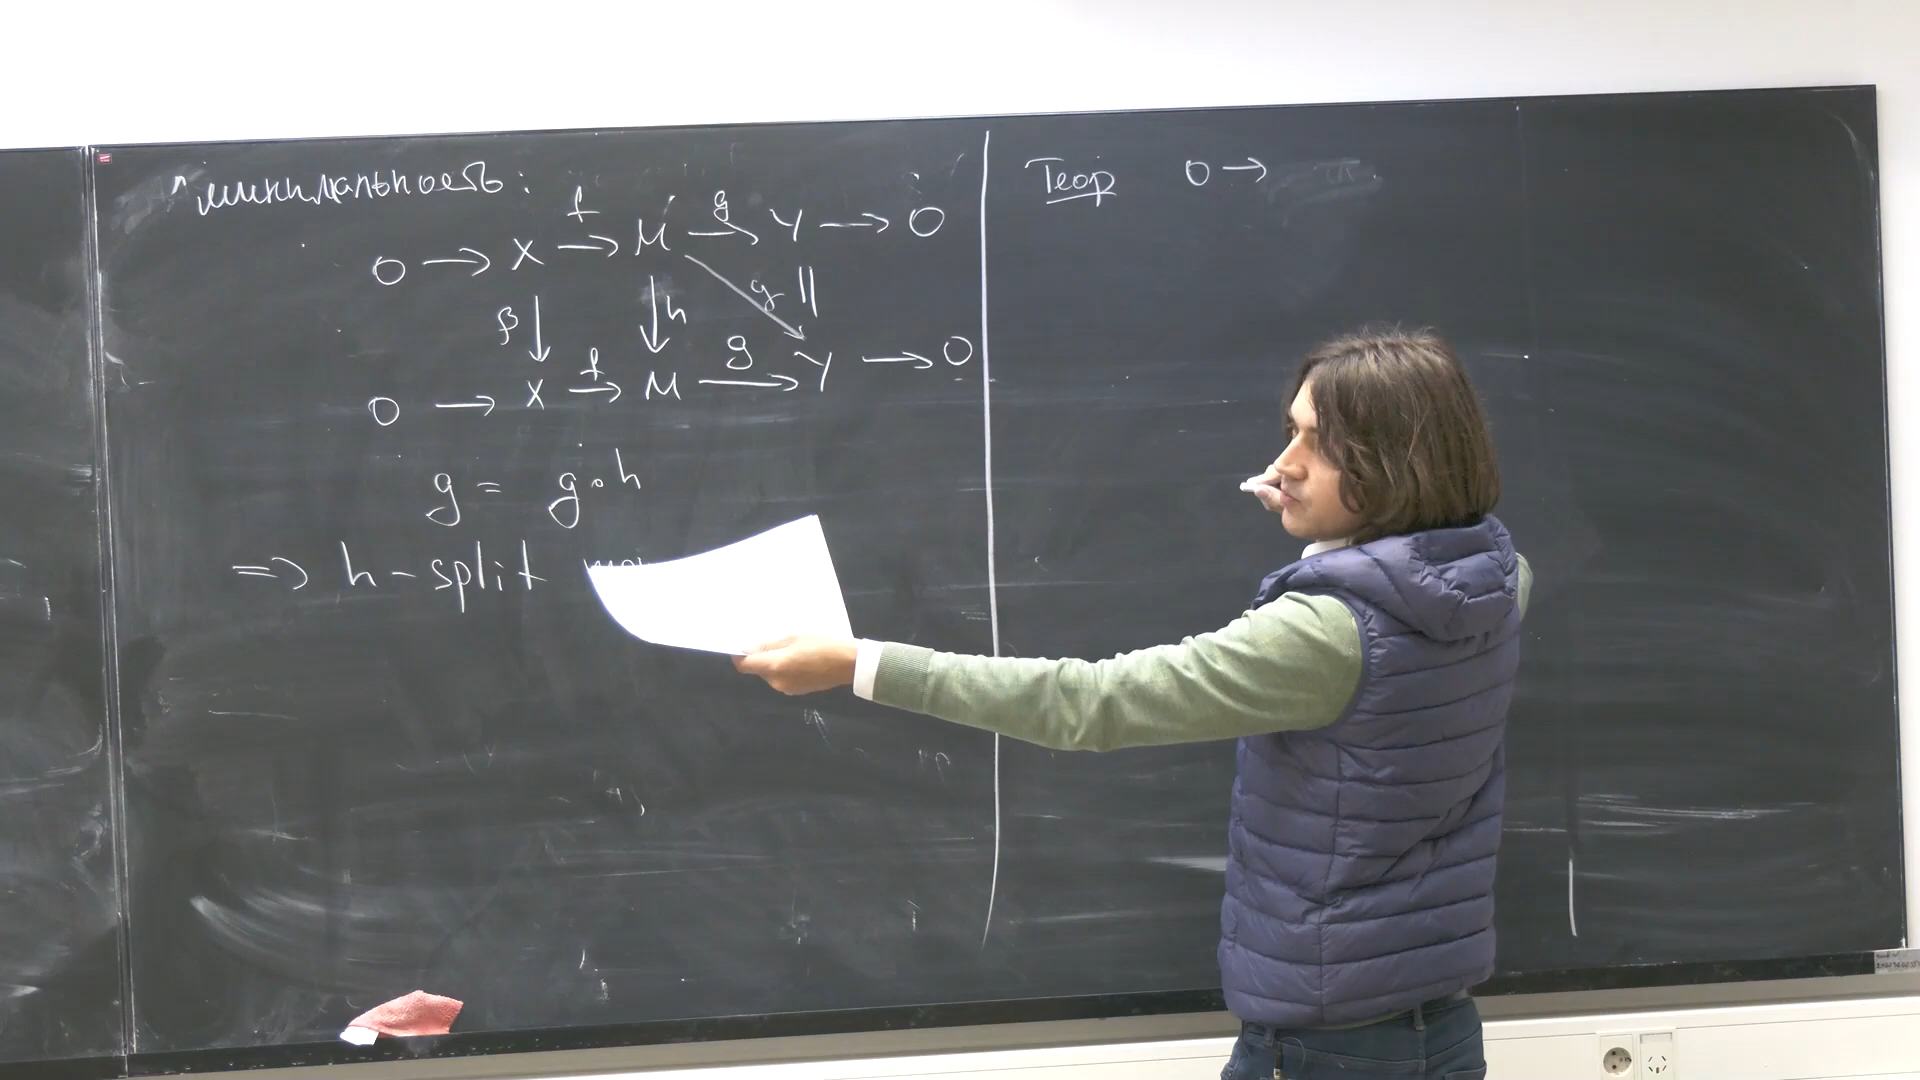 минимальность:
0 → X →f M →g Y → 0
β ↓ ↓ h g ||
0 → X →f M →g Y → 0
g = g∘h
=> h - split
Теор 0 →